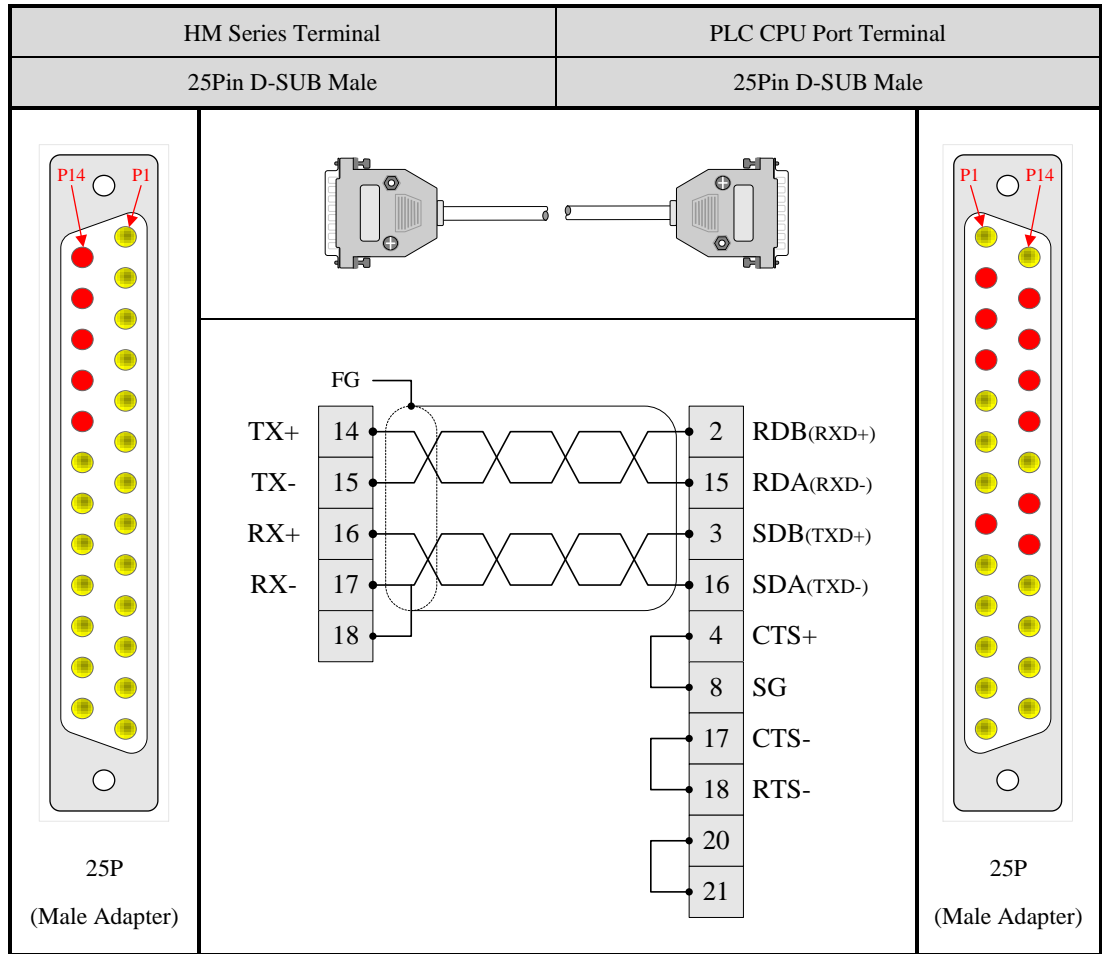 HM Series Terminal
PLC CPU Port Terminal
25Pin D-SUB Male
25Pin D-SUB Male
P14 P1
P1 P14
FG
TX+ 14
2 RDB(RXD+)
TX- 15
15 RDA(RXD-)
RX+ 16
3 SDB(TXD+)
RX- 17
16 SDA(TXD-)
18
4 CTS+
8 SG
17 CTS-
18 RTS-
20
21
25P
(Male Adapter)
25P
(Male Adapter)